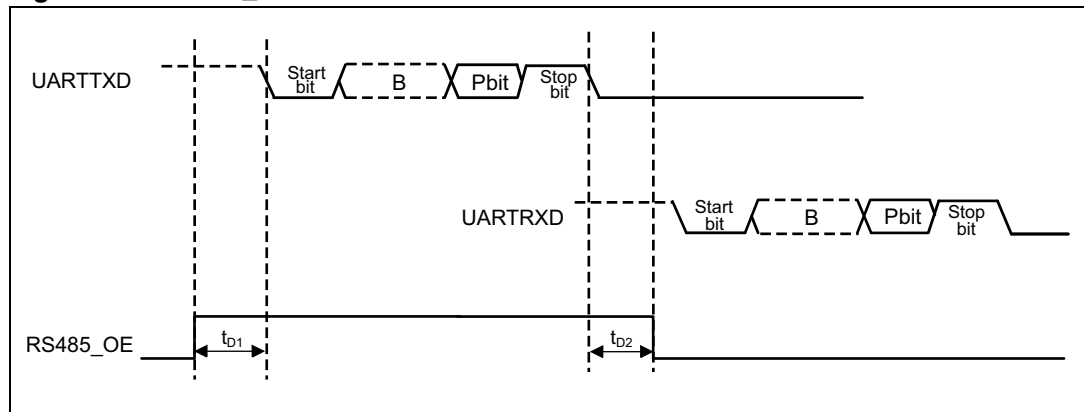 UARTTXD
Start bit
B
Pbit
Stop bit
UARTRXD
Start bit
B
Pbit
Stop bit
RS485_OE
tD1
tD2